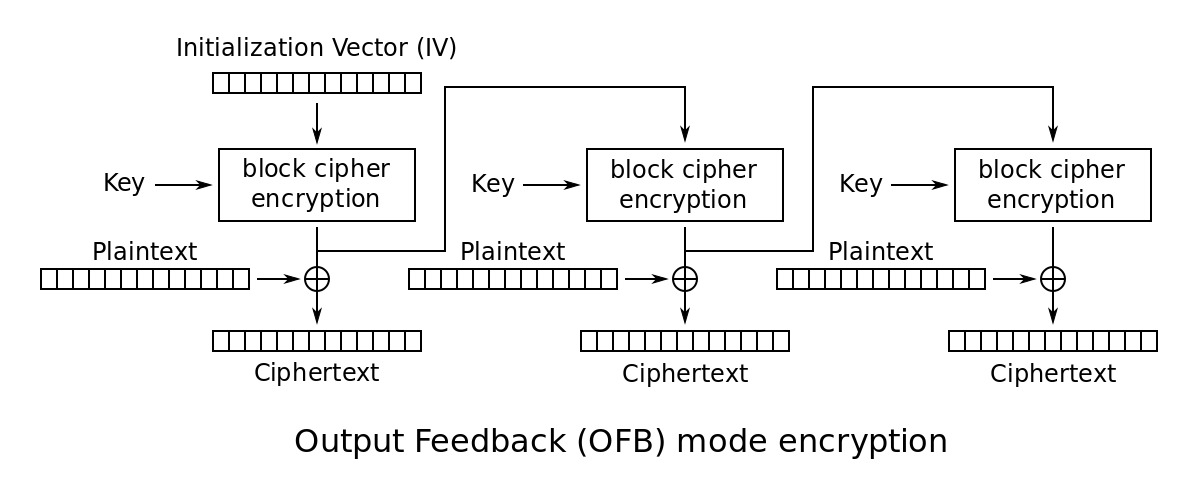 Initialization Vector (IV)
Key
block cipher
encryption
Key
block cipher
encryption
Key
block cipher
encryption
Plaintext
Plaintext
Plaintext
Ciphertext
Ciphertext
Ciphertext
Output Feedback (OFB) mode encryption